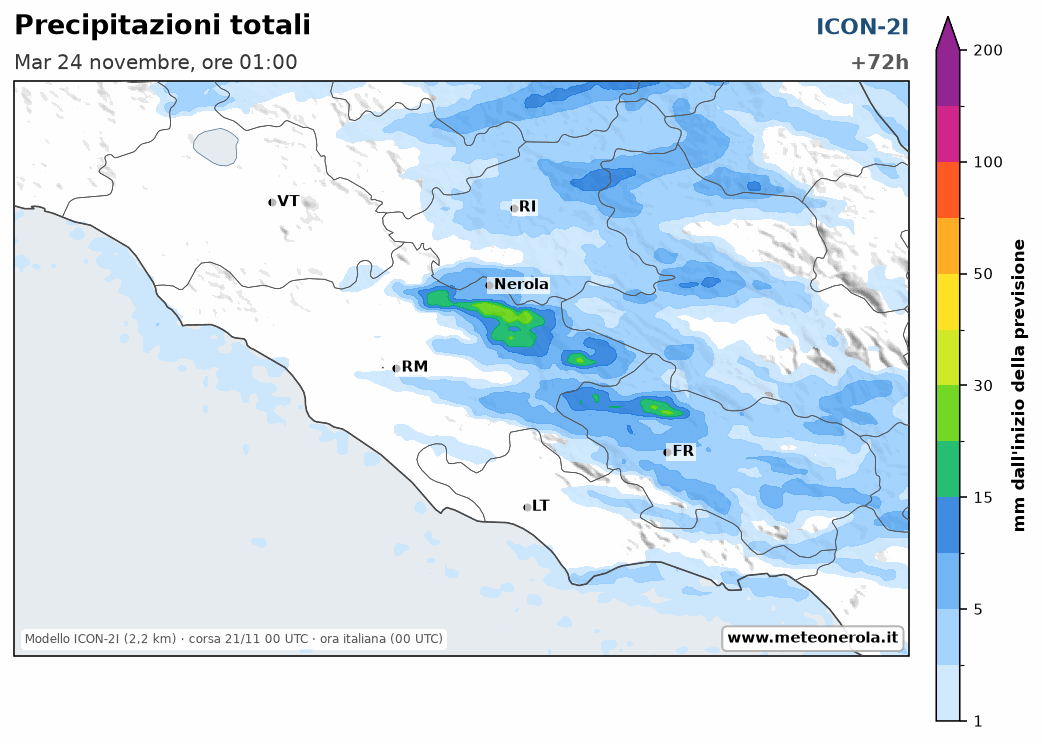 Precipitazioni totali
ICON-2I
Mar 24 novembre, ore 01:00
+72h
VT
RI
Nerola
RM
FR
LT
200
100
50
30
15
5
1
mm dall'inizio della previsione
Modello ICON-2I (2,2 km) · corsa 21/11 00 UTC · ora italiana (00 UTC)
www.meteonerola.it